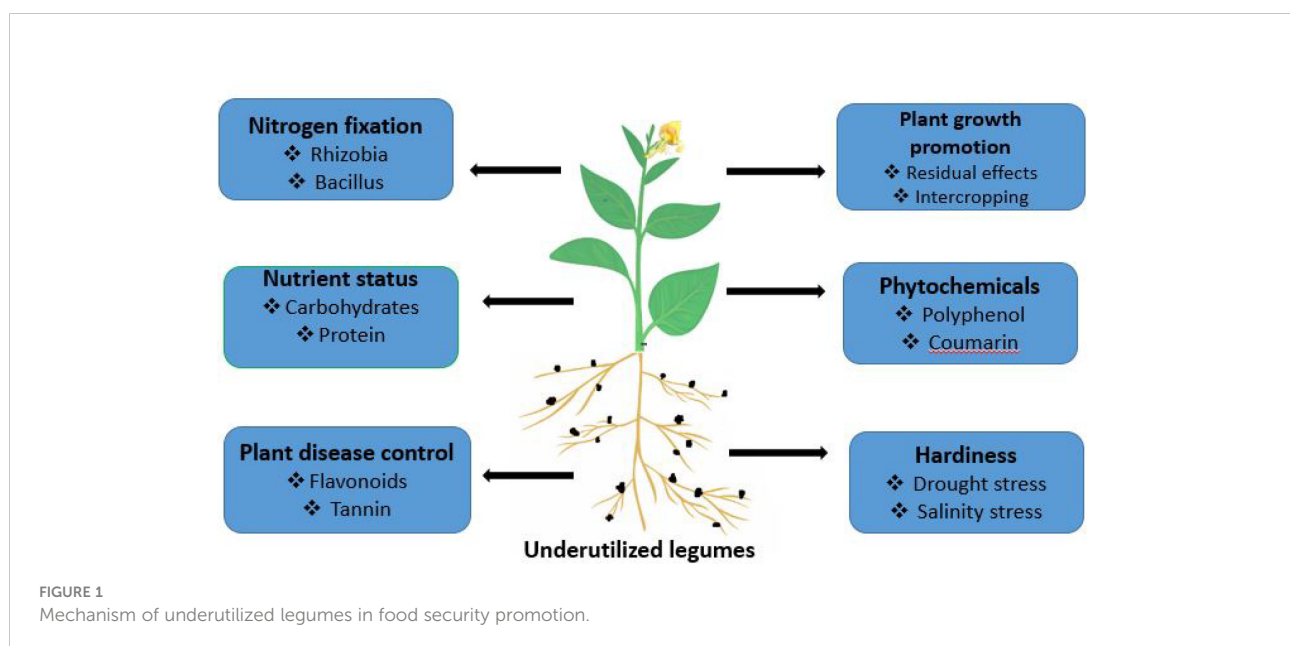 Nitrogen fixation
❖ Rhizobia
❖ Bacillus
Plant growth
promotion
❖ Residual effects
❖ Intercropping
Nutrient status
❖ Carbohydrates
❖ Protein
Phytochemicals
❖ Polyphenol
❖ Coumarin
Plant disease control
❖ Flavonoids
❖ Tannin
Hardiness
❖ Drought stress
❖ Salinity stress
Underutilized legumes
FIGURE 1
Mechanism of underutilized legumes in food security promotion.